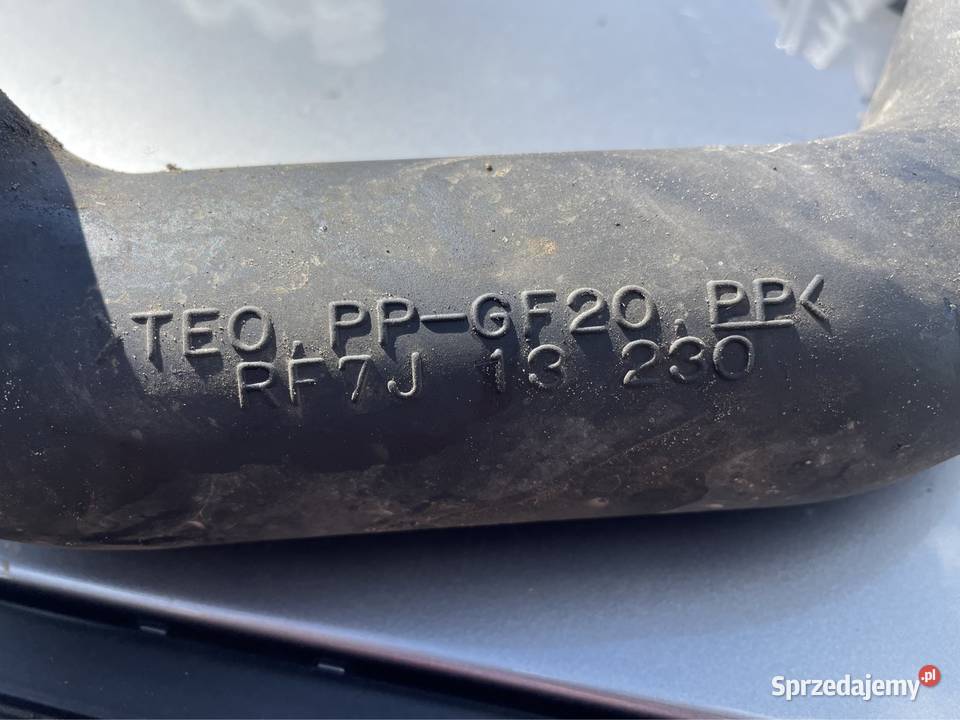 TEO,PP-GF20,PP<
RF7J 13 230
Sprzedajemy.pl